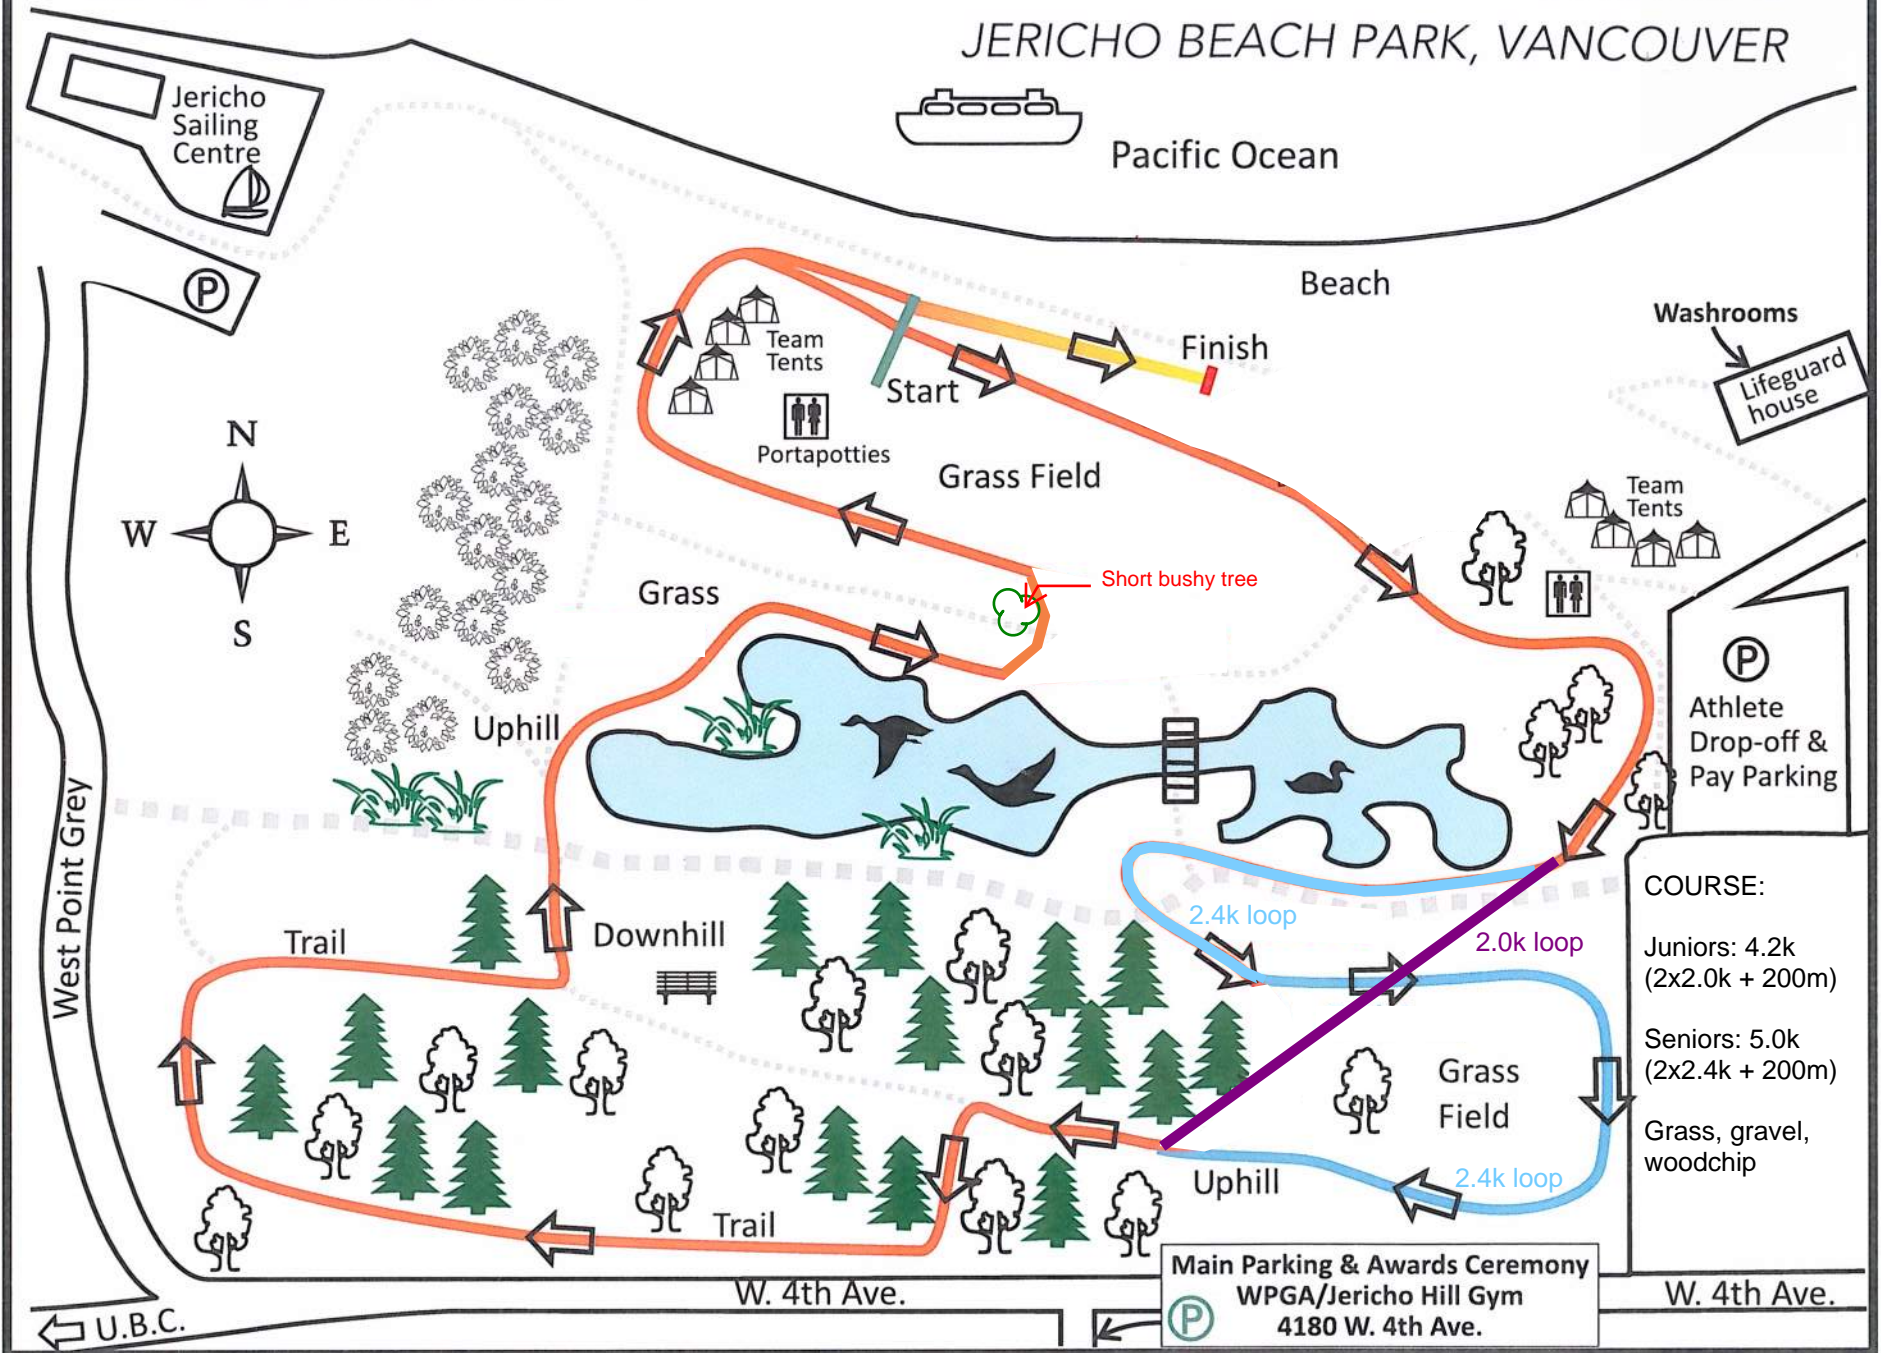 JERICHO BEACH PARK, VANCOUVER
Jericho
Sailing
Centre
Pacific Ocean
Beach
P
Washrooms
Lifeguard
house
Finish
Start
Team
Tents
Portapotties
Grass Field
Team
Tents
N
W
E
S
Short bushy tree
Grass
Uphill
P
Athlete
Drop-off &
Pay Parking
West Point Grey
2.4k loop
2.0k loop
Trail
Downhill
COURSE:
Juniors: 4.2k
(2x2.0k + 200m)
Seniors: 5.0k
(2x2.4k + 200m)
Grass, gravel,
woodchip
Grass
Field
2.4k loop
Uphill
Trail
Main Parking & Awards Ceremony
WPGA/Jericho Hill Gym
4180 W. 4th Ave.
P
W. 4th Ave.
W. 4th Ave.
U.B.C.